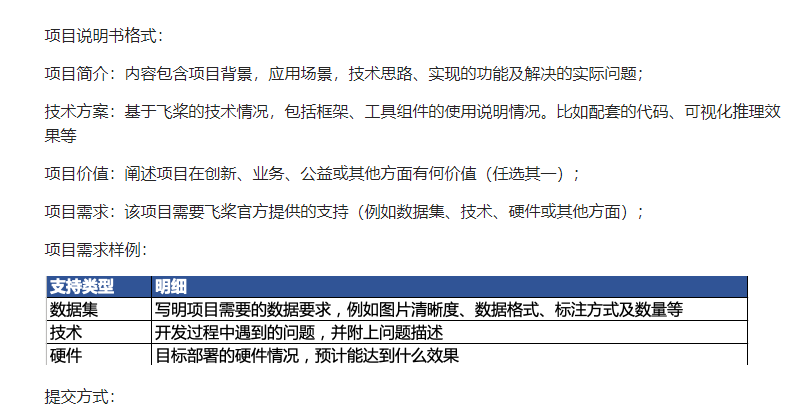 项目说明书格式：
项目简介：内容包含项目背景，应用场景，技术思路、实现的功能及解决的实际问题；
技术方案：基于飞桨的技术情况，包括框架、工具组件的使用说明情况。比如配套的代码、可视化推理效
果等
项目价值：阐述项目在创新、业务、公益或其他方面有何价值（任选其一）；
项目需求：该项目需要飞桨官方提供的支持（例如数据集、技术、硬件或其他方面）；
项目需求样例：
支持类型 明细
数据集 写明项目需要的数据要求，例如图片清晰度、数据格式、标注方式及数量等
技术 开发过程中遇到的问题，并附上问题描述
硬件 目标部署的硬件情况，预计能达到什么效果
提交方式：